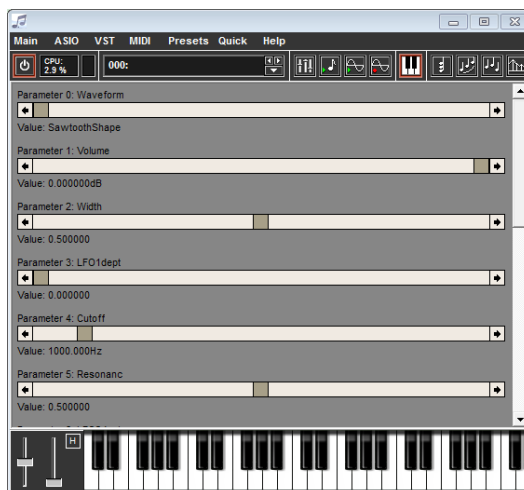 Main ASIO VST MIDI Presets Quick Help
CPU:
2.9 %
000:
Parameter 0: Waveform
Value: SawtoothShape
Parameter 1: Volume
Value: 0.000000dB
Parameter 2: Width
Value: 0.500000
Parameter 3: LFO1dept
Value: 0.000000
Parameter 4: Cutoff
Value: 1000.000Hz
Parameter 5: Resonanc
Value: 0.500000
H